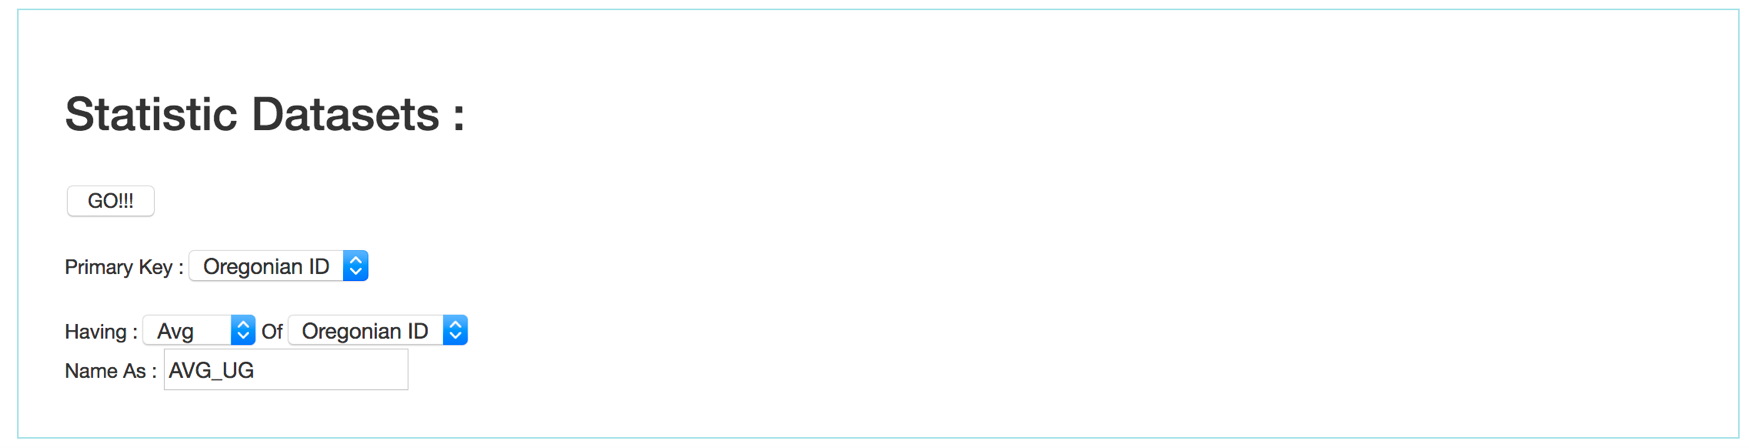 Statistic Datasets :
GO!!!
Primary Key : Oregonian ID
Having : Avg Of Oregonian ID
Name As : AVG_UG